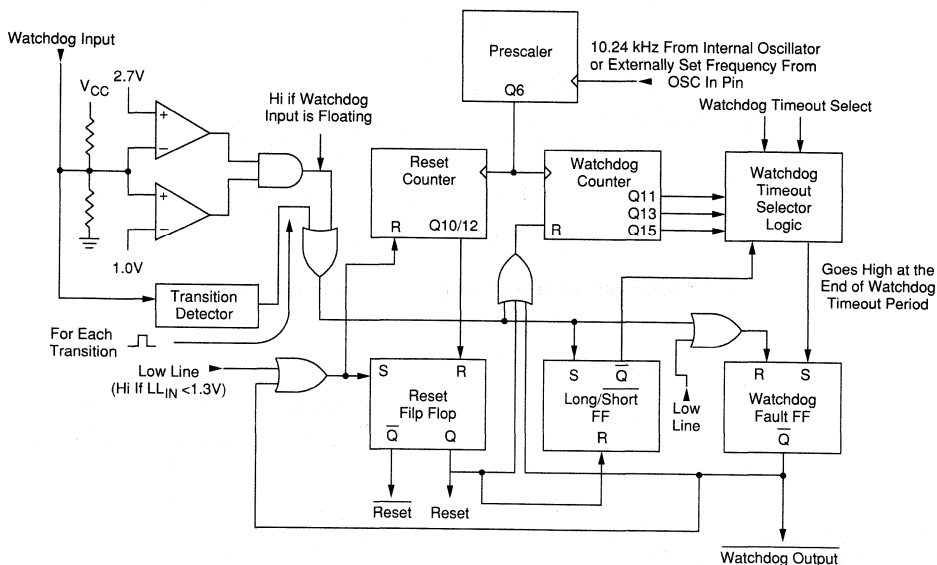 Watchdog Input
VCC
2.7V
+
−
+
−
1.0V
Hi if Watchdog
Input is Floating
Transition
Detector
For Each
Transition
Low Line
(Hi If LLIN <1.3V)
Prescaler
Q6
10.24 kHz From Internal Oscillator
or Externally Set Frequency From
OSC In Pin
Watchdog Timeout Select
Reset
Counter
R Q10/12
Watchdog
Counter
Q11
Q13
Q15
R
Watchdog
Timeout
Selector
Logic
Goes High at the
End of Watchdog
Timeout Period
S R
Reset
Filp Flop
Q Q
Reset Reset
S Q
Long/Short
FF
R
Low
Line
R S
Watchdog
Fault FF
Q
Watchdog Output